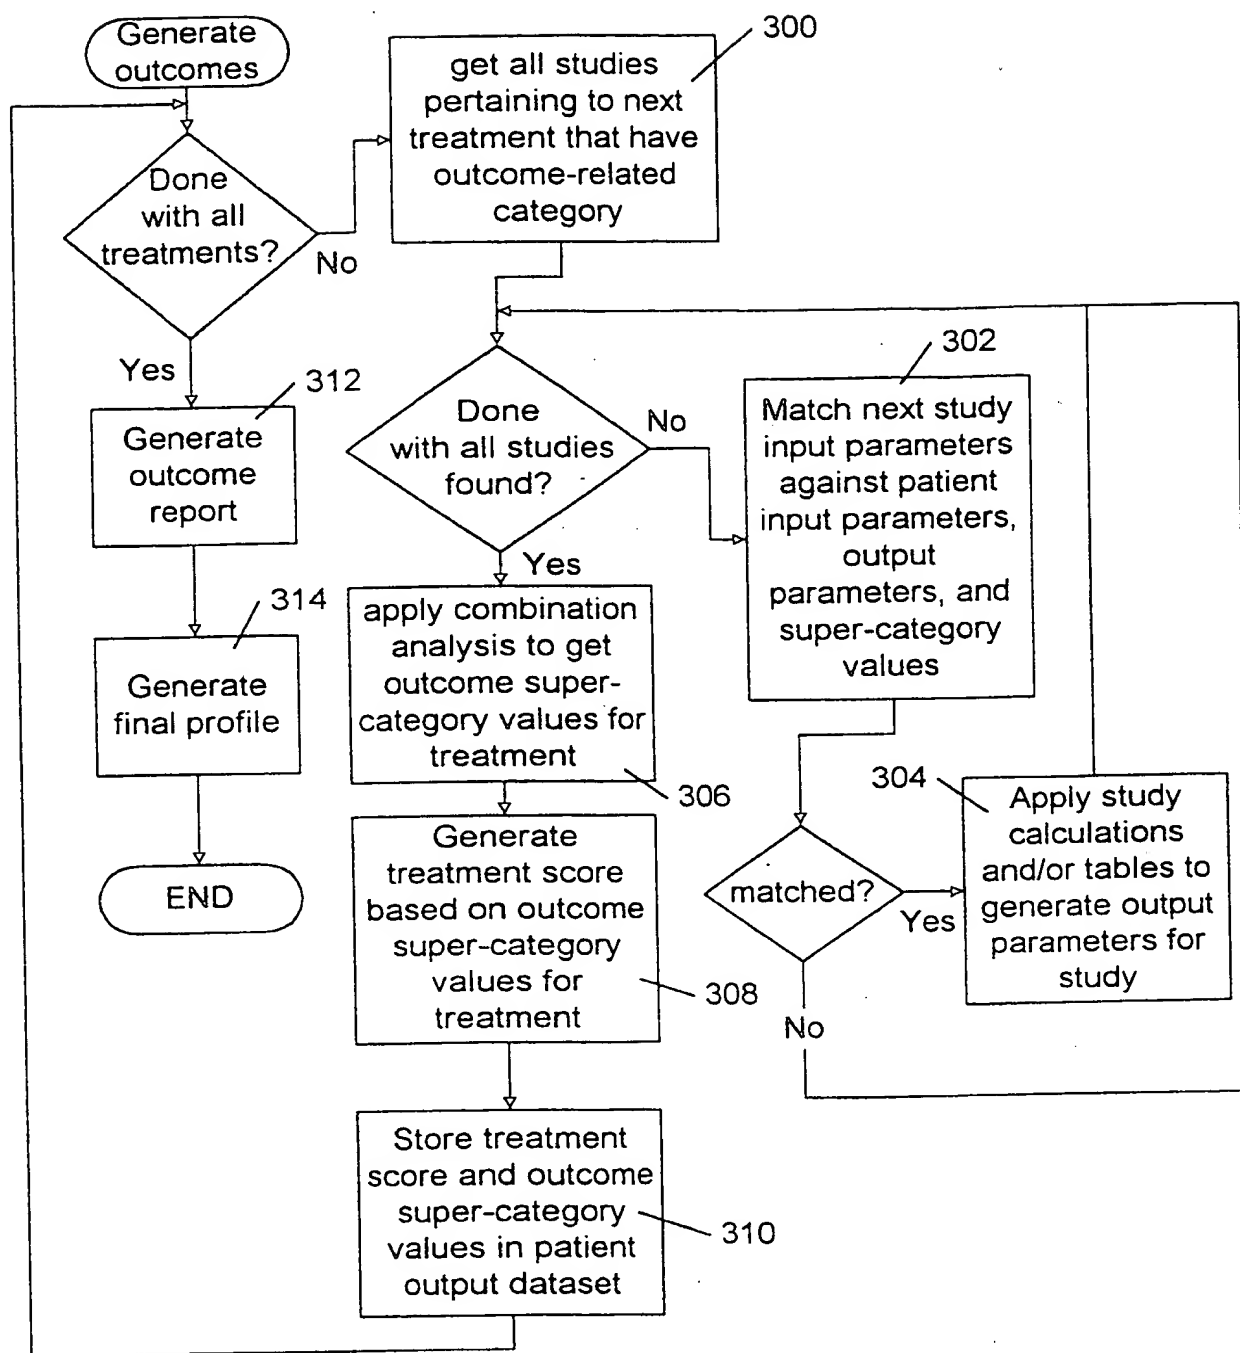 Generate
outcomes
300
get all studies
pertaining to next
treatment that have
outcome-related
category
Done
with all
treatments?
No
Yes
312
Generate
outcome
report
314
Generate
final profile
END
Done
with all studies
found?
No
Yes
302
Match next study
input parameters
against patient
input parameters,
output
parameters, and
super-category
values
apply combination
analysis to get
outcome super-
category values for
treatment
306
304
Apply study
calculations
and/or tables to
generate output
parameters for
study
matched?
Yes
No
Generate
treatment score
based on outcome
super-category
values for
treatment
308
Store treatment
score and outcome
super-category
values in patient
output dataset
310